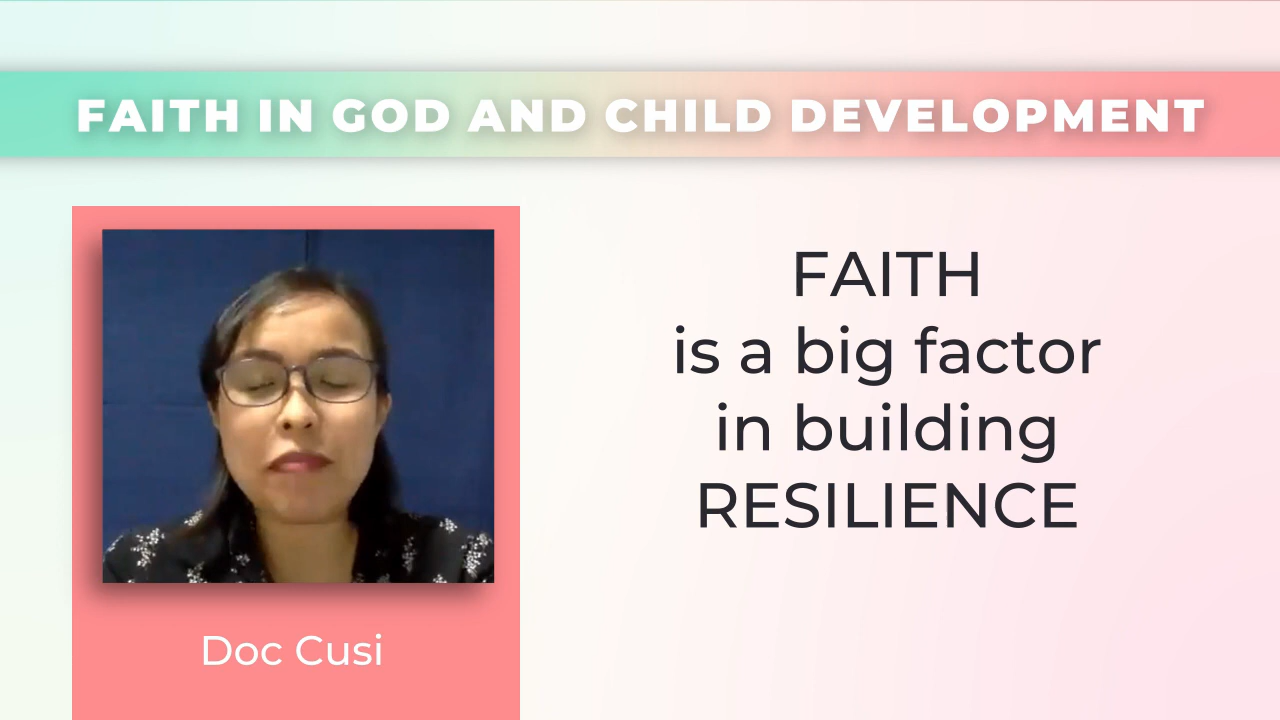 FAITH IN GOD AND CHILD DEVELOPMENT
FAITH
is a big factor
in building
RESILIENCE
Doc Cusi